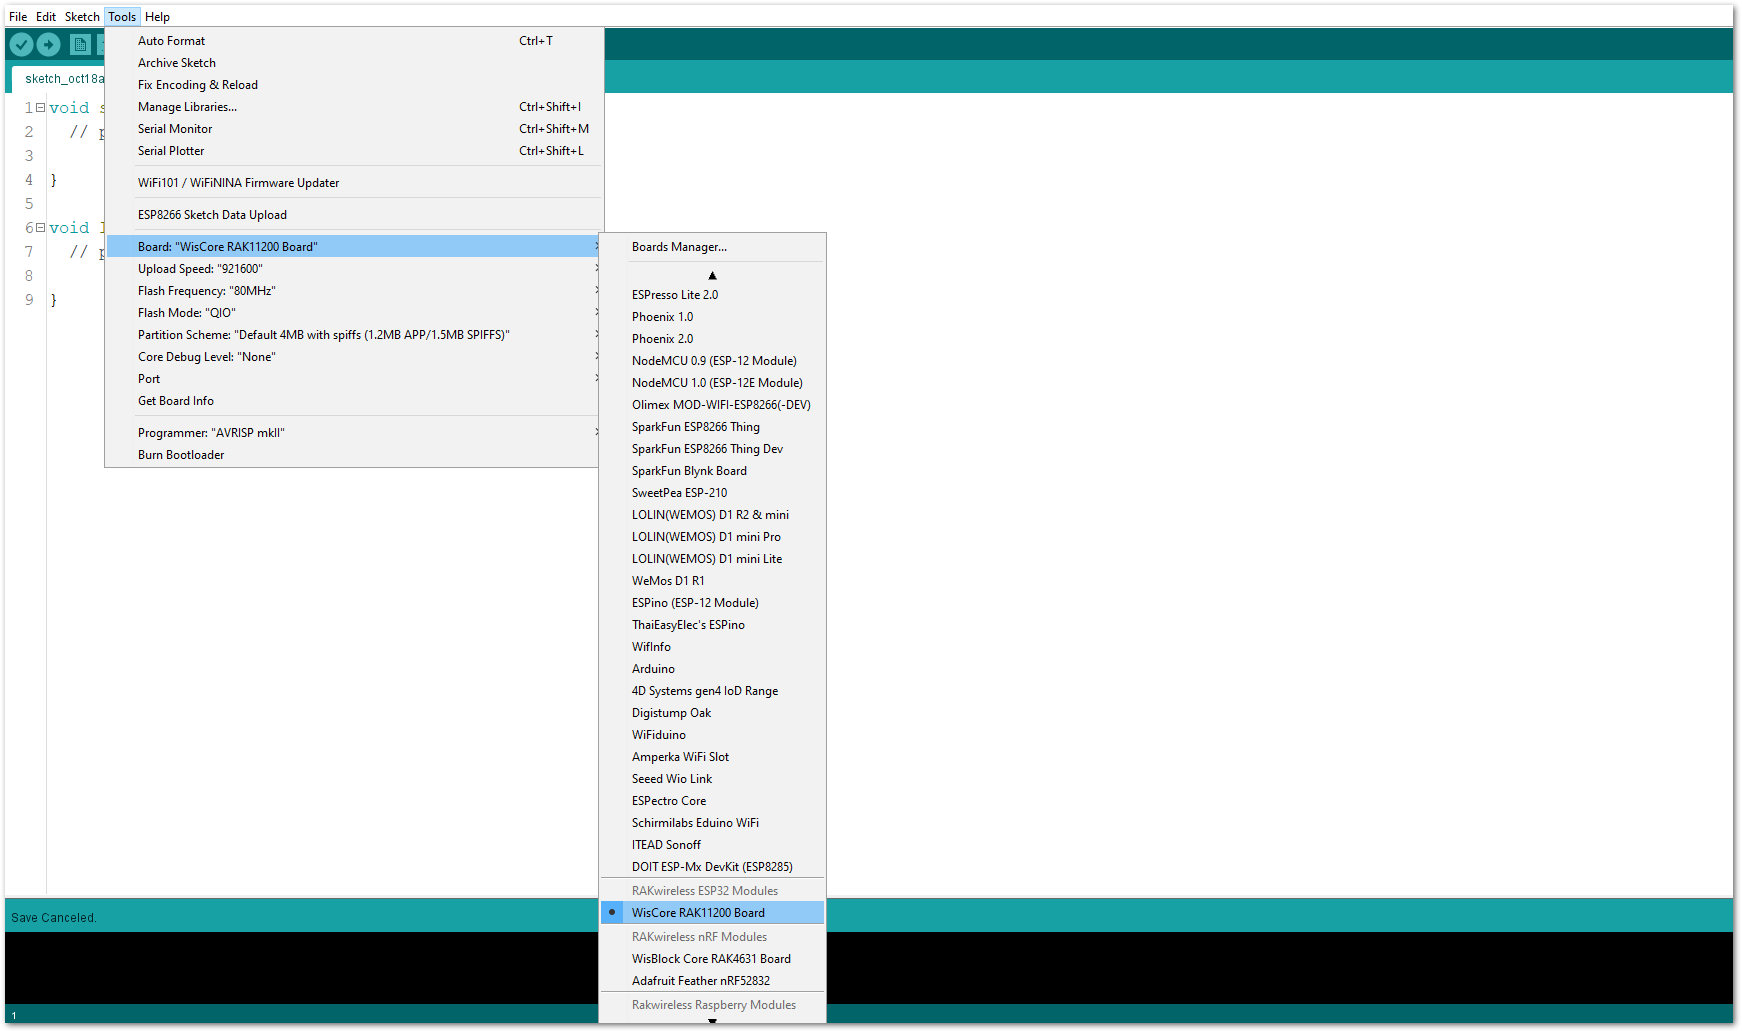 File Edit Sketch Tools Help
sketch_oct18a
Auto Format Ctrl+T
Archive Sketch
Fix Encoding & Reload
Manage Libraries... Ctrl+Shift+I
Serial Monitor Ctrl+Shift+M
Serial Plotter Ctrl+Shift+L
WiFi101 / WiFiNINA Firmware Updater
ESP8266 Sketch Data Upload
Board: "WisCore RAK11200 Board"
Upload Speed: "921600"
Flash Frequency: "80MHz"
Flash Mode: "QIO"
Partition Scheme: "Default 4MB with spiffs (1.2MB APP/1.5MB SPIFFS)"
Core Debug Level: "None"
Port
Get Board Info
Programmer: "AVRISP mkII"
Burn Bootloader
1 void s
2 // p
3
4 }
5
6 void l
7 // p
8
9 }
Boards Manager...
ESPresso Lite 2.0
Phoenix 1.0
Phoenix 2.0
NodeMCU 0.9 (ESP-12 Module)
NodeMCU 1.0 (ESP-12E Module)
Olimex MOD-WIFI-ESP8266(-DEV)
SparkFun ESP8266 Thing
SparkFun ESP8266 Thing Dev
SparkFun Blynk Board
SweetPea ESP-210
LOLIN(WEMOS) D1 R2 & mini
LOLIN(WEMOS) D1 mini Pro
LOLIN(WEMOS) D1 mini Lite
WeMos D1 R1
ESPino (ESP-12 Module)
ThaiEasyElec's ESPino
WifInfo
Arduino
4D Systems gen4 IoD Range
Digistump Oak
WiFiduino
Amperka WiFi Slot
Seeed Wio Link
ESPectro Core
Schirmilabs Eduino WiFi
ITEAD Sonoff
DOIT ESP-Mx DevKit (ESP8285)
RAKwireless ESP32 Modules
WisCore RAK11200 Board
RAKwireless nRF Modules
WisBlock Core RAK4631 Board
Adafruit Feather nRF52832
Rakwireless Raspberry Modules
Save Canceled.
1